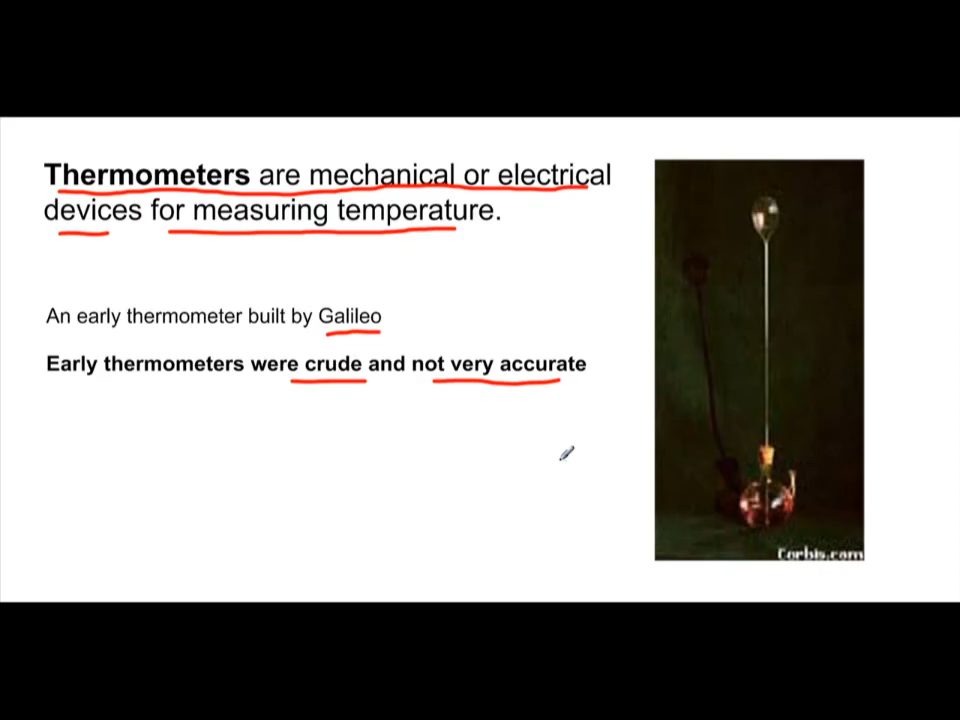 Thermometers are mechanical or electrical
devices for measuring temperature.
An early thermometer built by Galileo
Early thermometers were crude and not very accurate
Corbis.com